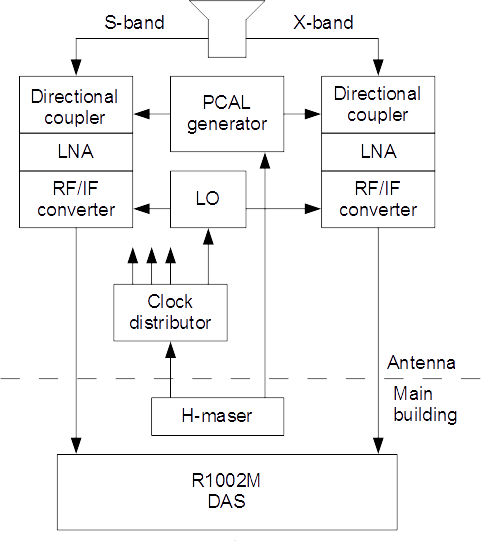 S-band
X-band
Directional
coupler
PCAL
generator
Directional
coupler
LNA
LNA
RF/IF
converter
LO
RF/IF
converter
Clock
distributor
Antenna
Main
building
H-maser
R1002M
DAS